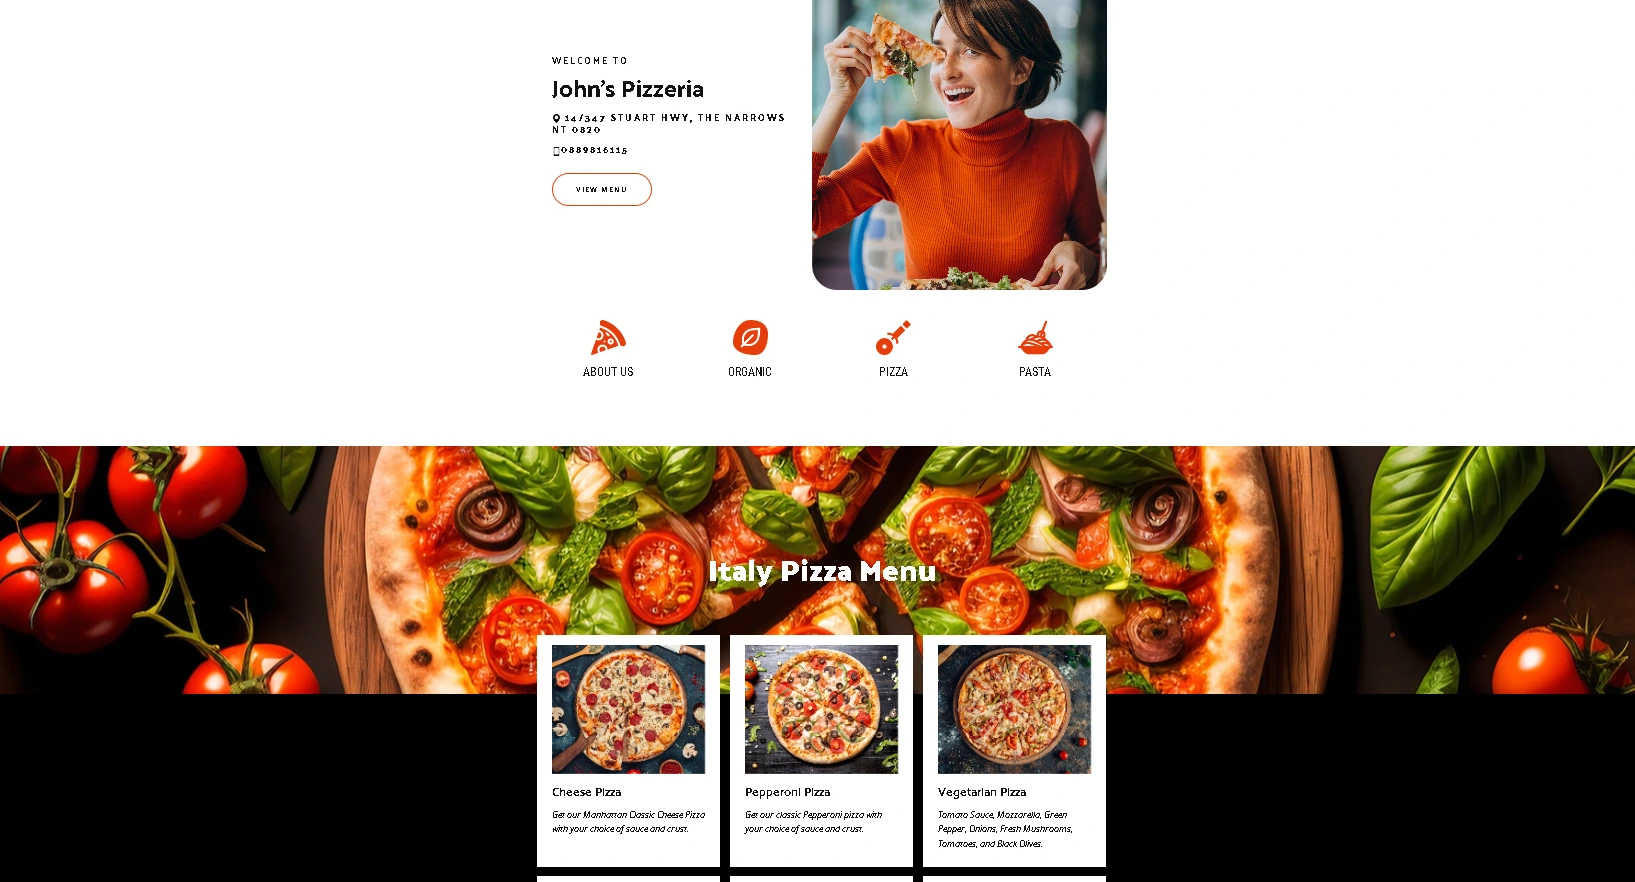 WELCOME TO
John's Pizzeria
14/347 STUART HWY, THE NARROWS
NT 0820
0889816115
VIEW MENU
ABOUT US
ORGANIC
PIZZA
PASTA
Italy Pizza Menu
Cheese Pizza
Get our Manhattan Classic Cheese Pizza
with your choice of sauce and crust.
Pepperoni Pizza
Get our classic Pepperoni pizza with
your choice of sauce and crust.
Vegetarian Pizza
Tomato Sauce, Mozzarella, Green
Pepper, Onions, Fresh Mushrooms,
Tomatoes, and Black Olives.